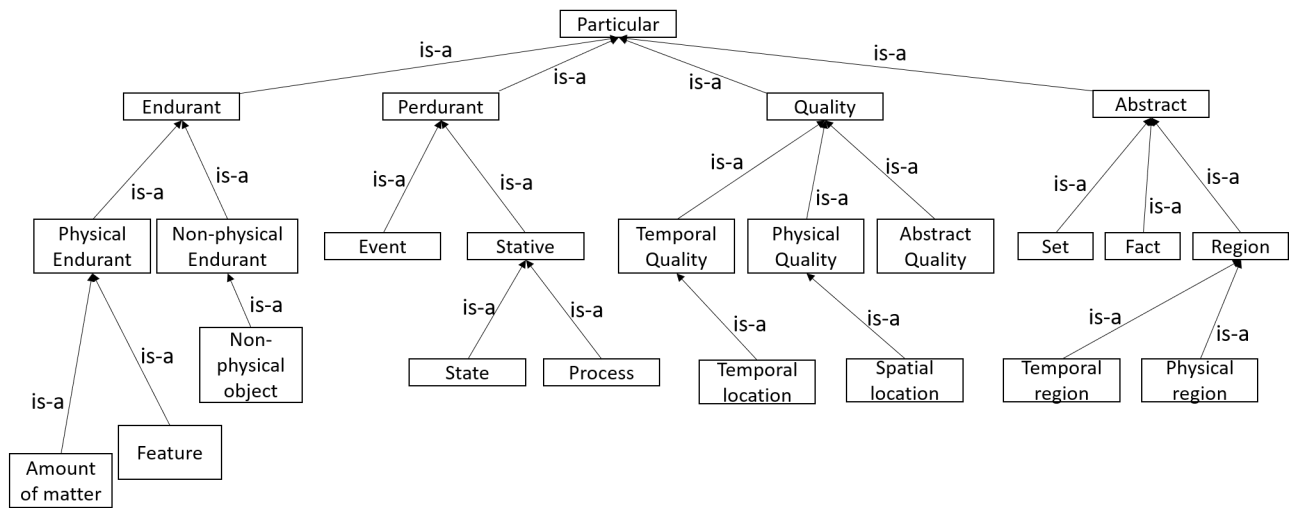 Particular
is-a
is-a
is-a
is-a
Endurant
Perdurant
Quality
Abstract
is-a
is-a
is-a
is-a
is-a
is-a
is-a
is-a
is-a
is-a
Physical
Endurant
Non-physical
Endurant
Event
Stative
Temporal
Quality
Physical
Quality
Abstract
Quality
Set
Fact
Region
is-a
is-a
is-a
is-a
is-a
is-a
is-a
is-a
is-a
Non-
physical
object
State
Process
Temporal
location
Spatial
location
Temporal
region
Physical
region
Amount
of matter
Feature